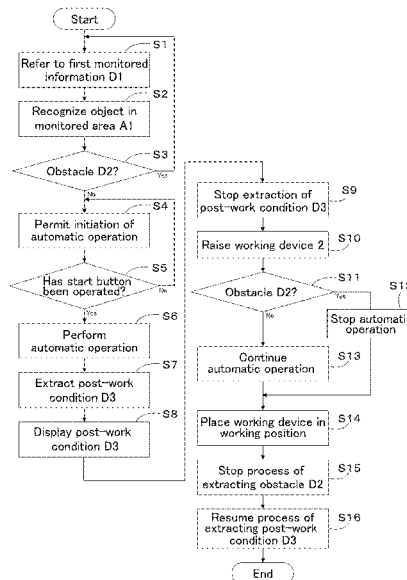 Start
S1
Refer to first monitored
information D1
S2
Recognize object in
monitored area A1
S3
Obstacle D2?
Yes
No
S4
Permit initiation of
automatic operation
S5
Has start button
been operated?
No
Yes
S6
Perform
automatic operation
S7
Extract post-work
condition D3
S8
Display post-work
condition D3
S9
Stop extraction of
post-work condition D3
S10
Raise working device 2
S11
Obstacle D2?
Yes
No
Stop automatic
operation
S13
Continue
automatic operation
S14
Place working device in
working position
S15
Stop process of
extracting obstacle D2
S16
Resume process of
extracting post-work
condition D3
End